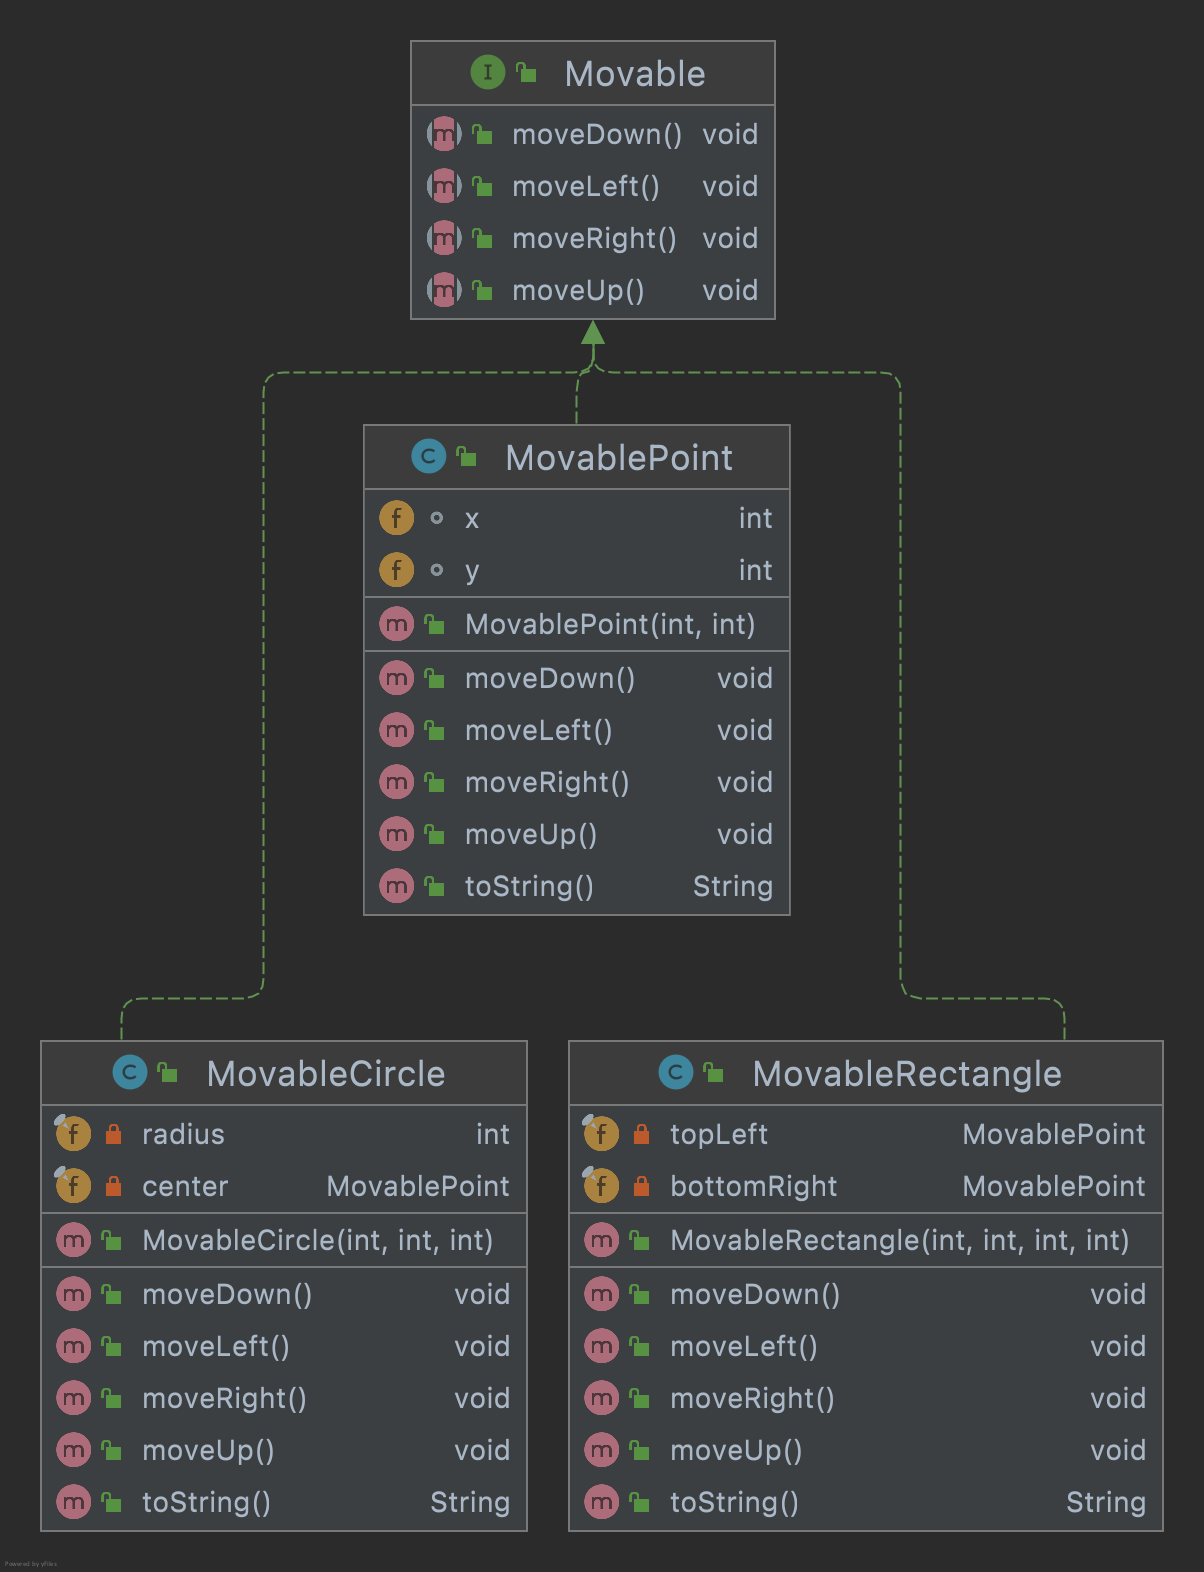 Movable
moveDown() void
moveLeft() void
moveRight() void
moveUp() void
MovablePoint
x int
y int
MovablePoint(int, int)
moveDown() void
moveLeft() void
moveRight() void
moveUp() void
toString() String
MovableCircle
radius int
center MovablePoint
MovableCircle(int, int, int)
moveDown() void
moveLeft() void
moveRight() void
moveUp() void
toString() String
MovableRectangle
topLeft MovablePoint
bottomRight MovablePoint
MovableRectangle(int, int, int, int)
moveDown() void
moveLeft() void
moveRight() void
moveUp() void
toString() String
Powered by yFiles